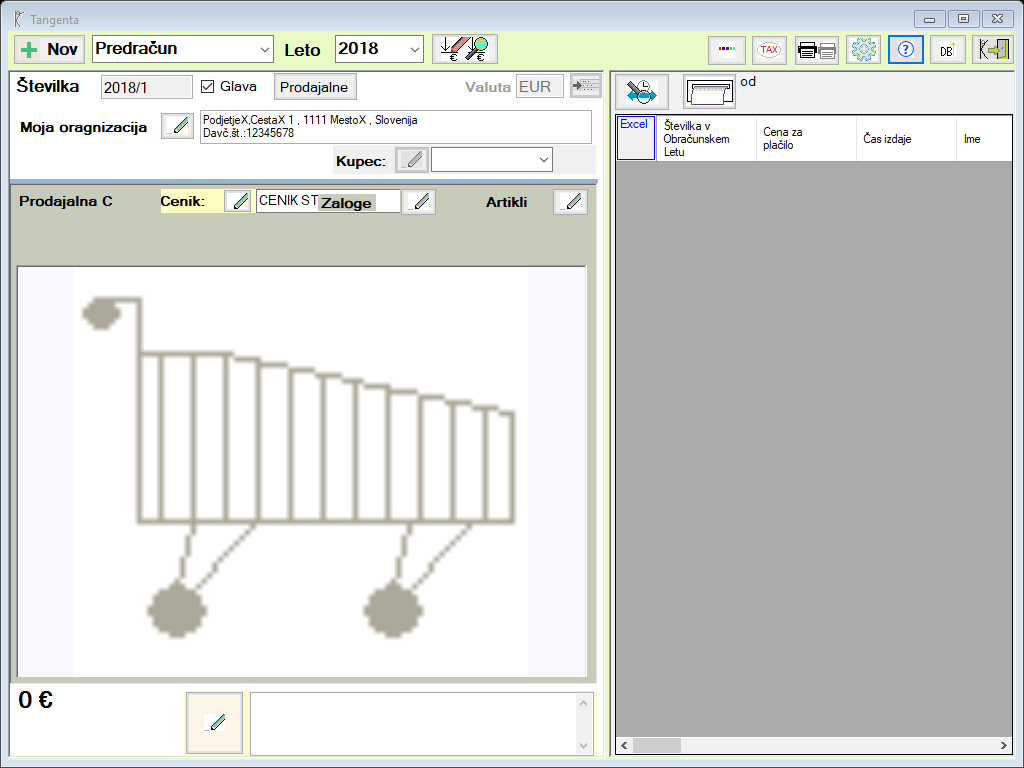 Tangenta
Nov
Predračun
Leto
2018
€
€
TAX
?
DB
Številka
2018/1
Glava
Prodajalne
Valuta
EUR
Moja oragnizacija
PodjetjeX,CestaX 1 , 1111 MestoX , Slovenija
Davč.št.:12345678
Kupec:
Prodajalna C
Cenik:
CENIK ST
Zaloge
Artikli
0 €
od
Excel
Številka v
Obračunskem
Letu
Cena za
plačilo
Čas izdaje
Ime